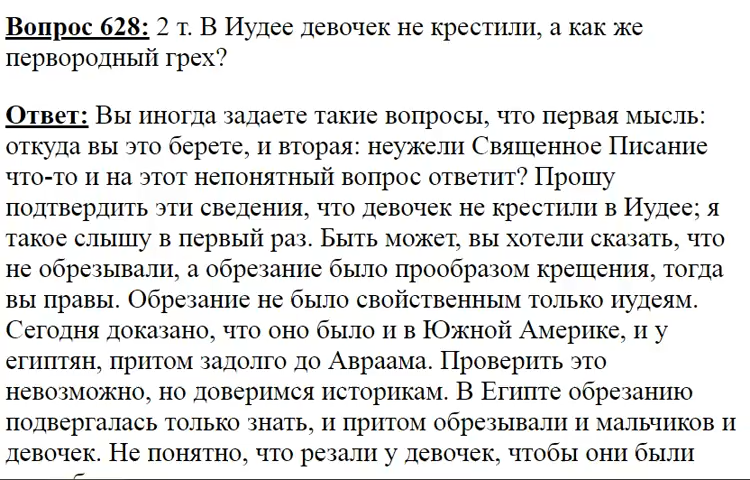 Вопрос 628: 2 т. В Иудее девочек не крестили, а как же
первородный грех?
Ответ: Вы иногда задаете такие вопросы, что первая мысль:
откуда вы это берете, и вторая: неужели Священное Писание
что-то и на этот непонятный вопрос ответит? Прошу
подтвердить эти сведения, что девочек не крестили в Иудее; я
такое слышу в первый раз. Быть может, вы хотели сказать, что
не обрезывали, а обрезание было прообразом крещения, тогда
вы правы. Обрезание не было свойственным только иудеям.
Сегодня доказано, что оно было и в Южной Америке, и у
египтян, притом задолго до Авраама. Проверить это
невозможно, но доверимся историкам. В Египте обрезанию
подвергалась только знать, и притом обрезывали и мальчиков и
девочек. Не понятно, что резали у девочек, чтобы они были